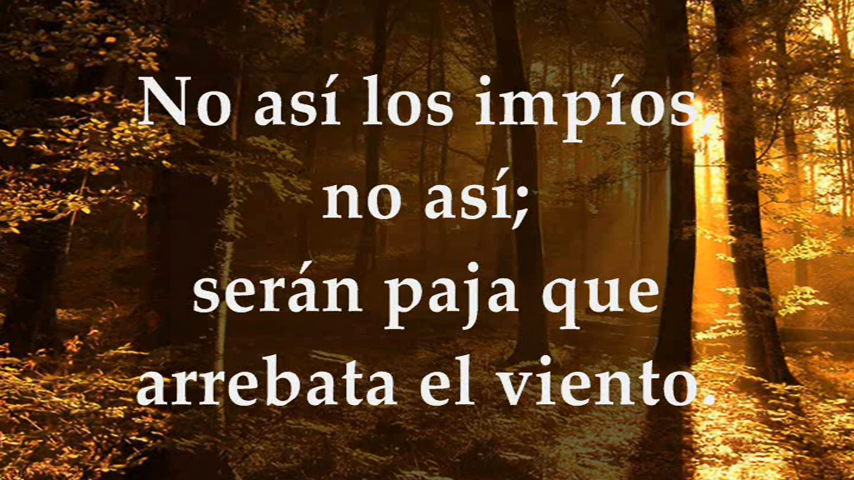 No así los impíos,
no así;
serán paja que
arrebata el viento.